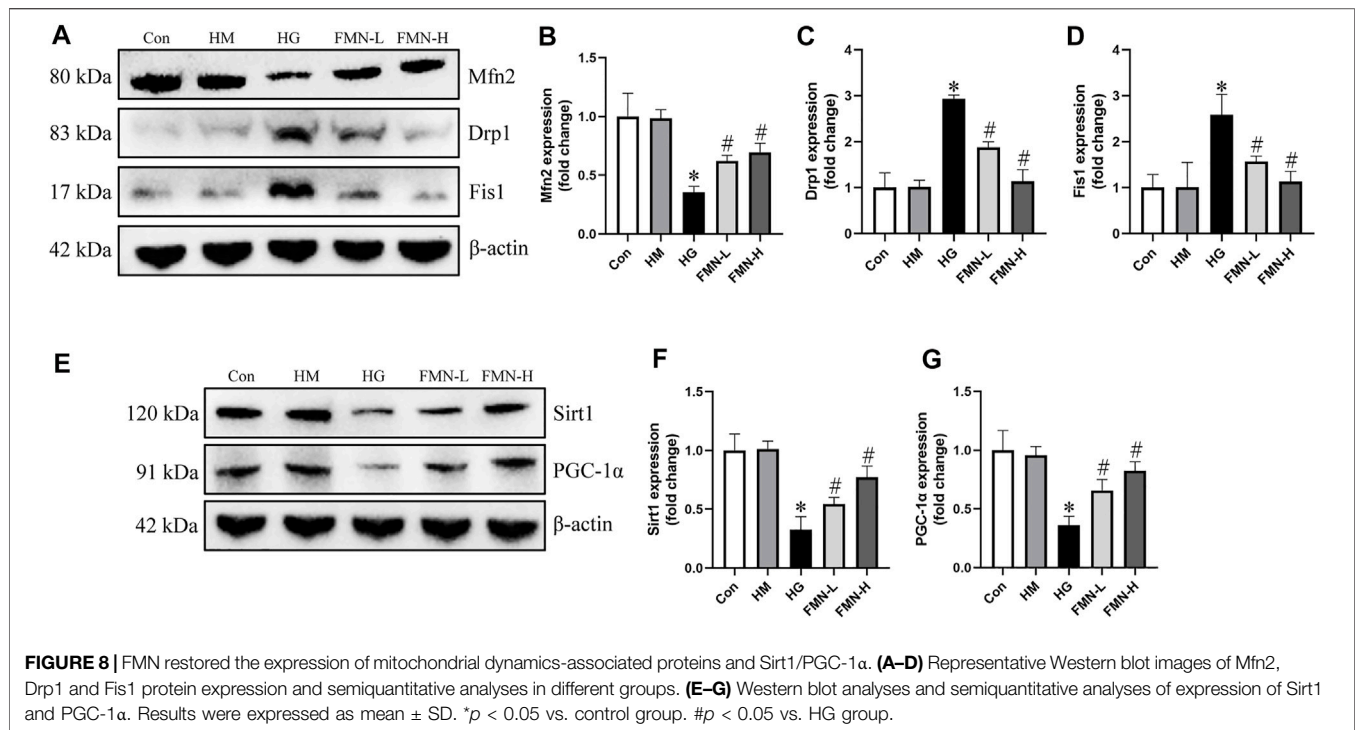 A
Con HM HG FMN-L FMN-H
80 kDa Mfn2
83 kDa Drp1
17 kDa Fis1
42 kDa β-actin
B
Mfn2 expression
(fold change)
1.5
1.0
0.5
0.0
* # #
Con HM HG FMN-L FMN-H
C
Drp1 expression
(fold change)
4
3
2
1
0
* # #
Con HM HG FMN-L FMN-H
D
Fis1 expression
(fold change)
4
3
2
1
0
* # #
Con HM HG FMN-L FMN-H
E
Con HM HG FMN-L FMN-H
120 kDa Sirt1
91 kDa PGC-1α
42 kDa β-actin
F
Sirt1 expression
(fold change)
1.5
1.0
0.5
0.0
* # #
Con HM HG FMN-L FMN-H
G
PGC-1α expression
(fold change)
1.5
1.0
0.5
0.0
* # #
Con HM HG FMN-L FMN-H
FIGURE 8 | FMN restored the expression of mitochondrial dynamics-associated proteins and Sirt1/PGC-1α. (A–D) Representative Western blot images of Mfn2,
Drp1 and Fis1 protein expression and semiquantitative analyses in different groups. (E–G) Western blot analyses and semiquantitative analyses of expression of Sirt1
and PGC-1α. Results were expressed as mean ± SD. *p < 0.05 vs. control group. #p < 0.05 vs. HG group.